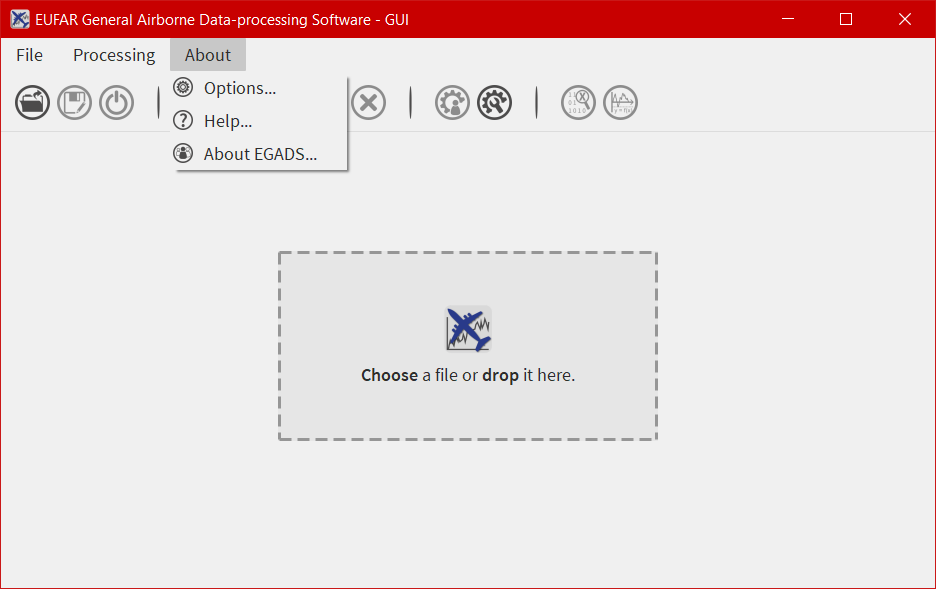 EUFAR General Airborne Data-processing Software - GUI
File Processing About
Options...
Help...
About EGADS...
Choose a file or drop it here.